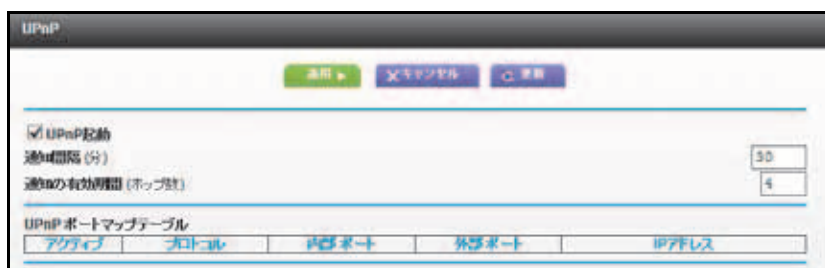 UPnP
適用 キャンセル 更新
UPnP起動
通知間隔 (分) 30
通知の有効期間 (ホップ数) 4
UPnP ポートマップテーブル
アクティブ プロトコル 内部ポート 外部ポート IPアドレス